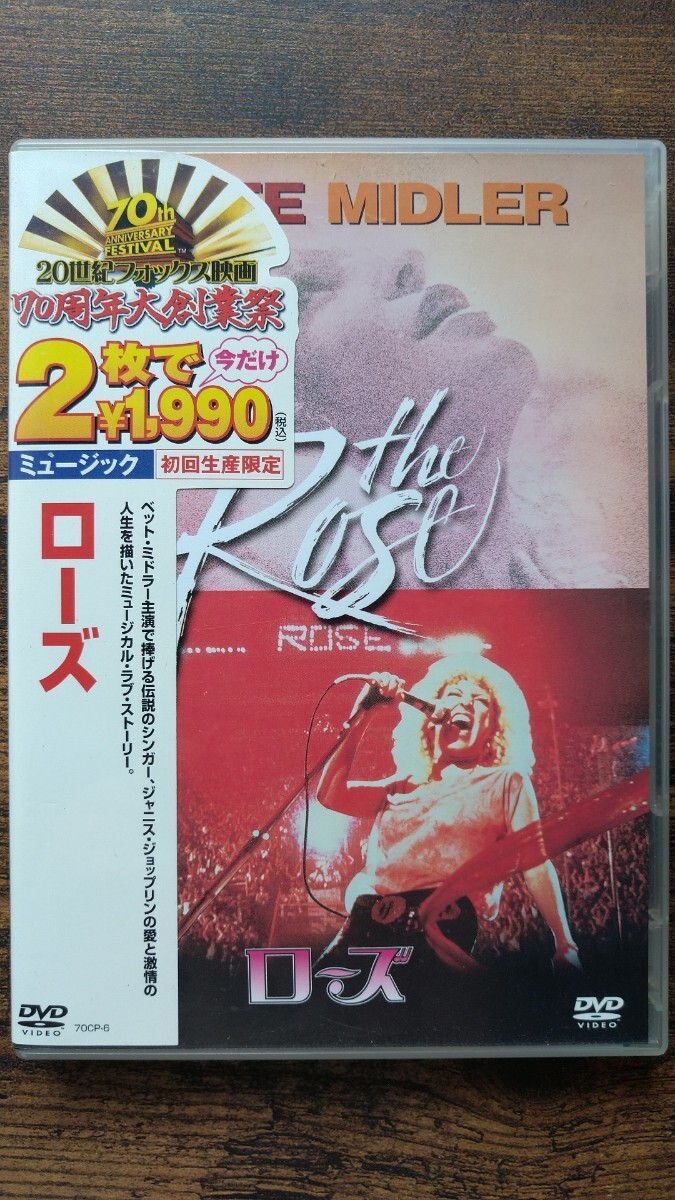 70th
ANNIVERSARY
FESTIVAL
TM
20世紀フォックス映画
70周年大創業祭
2枚で
今だけ
¥1,990
(税込)
ミュージック
初回生産限定
ローズ
ベット・ミドラー主演で捧げる伝説のシンガー、ジャニス・ジョップリンの愛と激情の
人生を描いたミュージカル・ラブ・ストーリー。
DVD
VIDEO
70CP-6
TE MIDLER
the
Rose
ROSE
ローズ
DVD
VIDEO